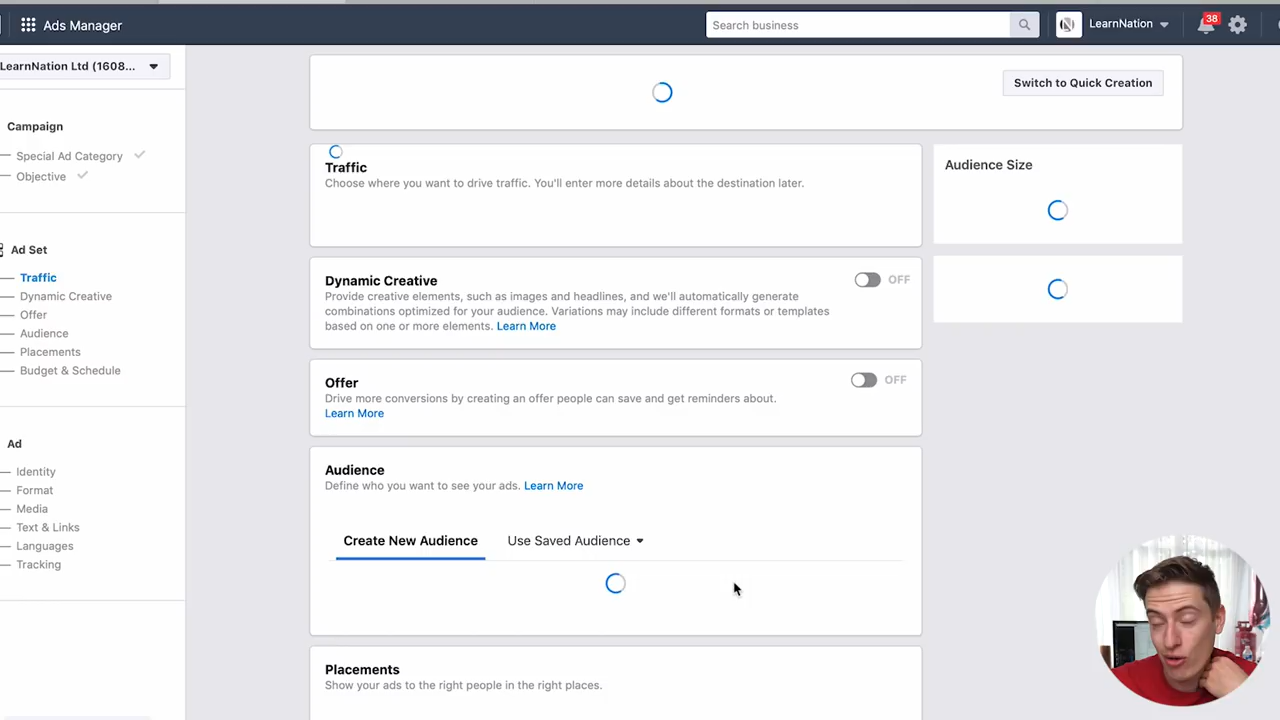 Ads Manager
Search business
LearnNation
38
LearnNation Ltd (1608...
Switch to Quick Creation
Campaign
Special Ad Category
Objective
Ad Set
Traffic
Dynamic Creative
Offer
Audience
Placements
Budget & Schedule
Ad
Identity
Format
Media
Text & Links
Languages
Tracking
Traffic
Choose where you want to drive traffic. You'll enter more details about the destination later.
Dynamic Creative
OFF
Provide creative elements, such as images and headlines, and we'll automatically generate
combinations optimized for your audience. Variations may include different formats or templates
based on one or more elements. Learn More
Offer
OFF
Drive more conversions by creating an offer people can save and get reminders about.
Learn More
Audience
Define who you want to see your ads. Learn More
Create New Audience
Use Saved Audience
Placements
Show your ads to the right people in the right places.
Audience Size